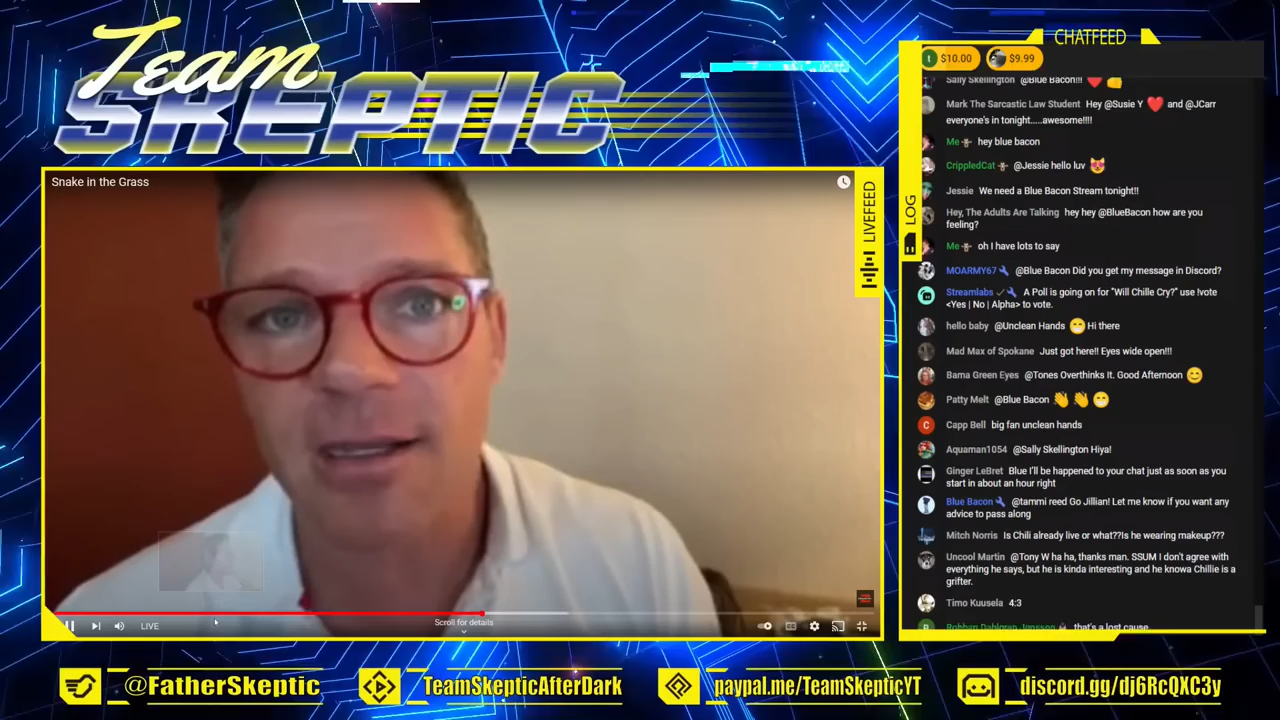 Team
SKEPTIC
CHATFEED
$10.00
$9.99
Snake in the Grass
LIVEFEED
LOG
Sally Skellington @Blue Bacon!!! ❤️
Mark The Sarcastic Law Student Hey @Susie Y ❤️ and @JCarr
everyone's in tonight.....awesome!!!!
Me hey blue bacon
CrippledCat @Jessie hello luv 😻
Jessie We need a Blue Bacon Stream tonight!!
Hey, The Adults Are Talking hey hey @BlueBacon how are you
feeling?
Me oh I have lots to say
MOARMY67 @Blue Bacon Did you get my message in Discord?
Streamlabs A Poll is going on for "Will Chille Cry?" use !vote
<Yes | No | Alpha> to vote.
hello baby @Unclean Hands 😁 Hi there
Mad Max of Spokane Just got here!! Eyes wide open!!!
Bama Green Eyes @Tones Overthinks It. Good Afternoon 😊
Patty Melt @Blue Bacon 👋 👋 😁
C
Capp Bell big fan unclean hands
Aquaman1054 @Sally Skellington Hiya!
Ginger LeBret Blue I'll be happened to your chat just as soon as you
start in about an hour right
Blue Bacon @tammi reed Go Jillian! Let me know if you want any
advice to pass along
Mitch Norris Is Chili already live or what??Is he wearing makeup???
Uncool Martin @Tony W ha ha, thanks man. SSUM I don't agree with
everything he says, but he is kinda interesting and he knowa Chillie is a
grifter.
Timo Kuusela 4:3
Robban Dahlgran Jansson that's a lost cause
LIVE
Scroll for details
@FatherSkeptic
TeamSkepticAfterDark
paypal.me/TeamSkepticYT
discord.gg/dj6RcQXC3y